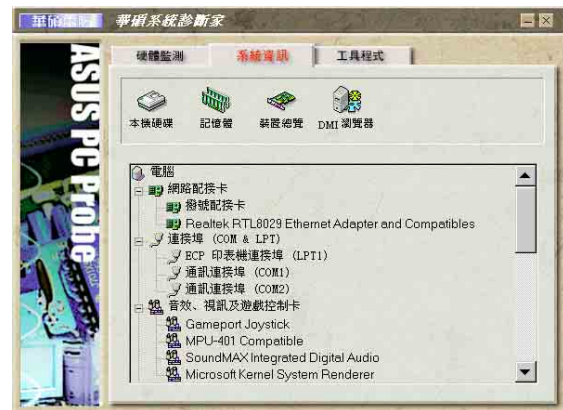 華碩電腦 華碩系統診斷家
硬體監測 系統資訊 工具程式
ASUS PC Probe
本機硬碟 記憶體 裝置總覽 DMI 瀏覽器
電腦
網路配接卡
撥號配接卡
Realtek RTL8029 Ethernet Adapter and Compatibles
連接埠 (COM & LPT)
ECP 印表機連接埠 (LPT1)
通訊連接埠 (COM1)
通訊連接埠 (COM2)
音效、視訊及遊戲控制卡
Gameport Joystick
MPU-401 Compatible
SoundMAX Integrated Digital Audio
Microsoft Kernel System Renderer